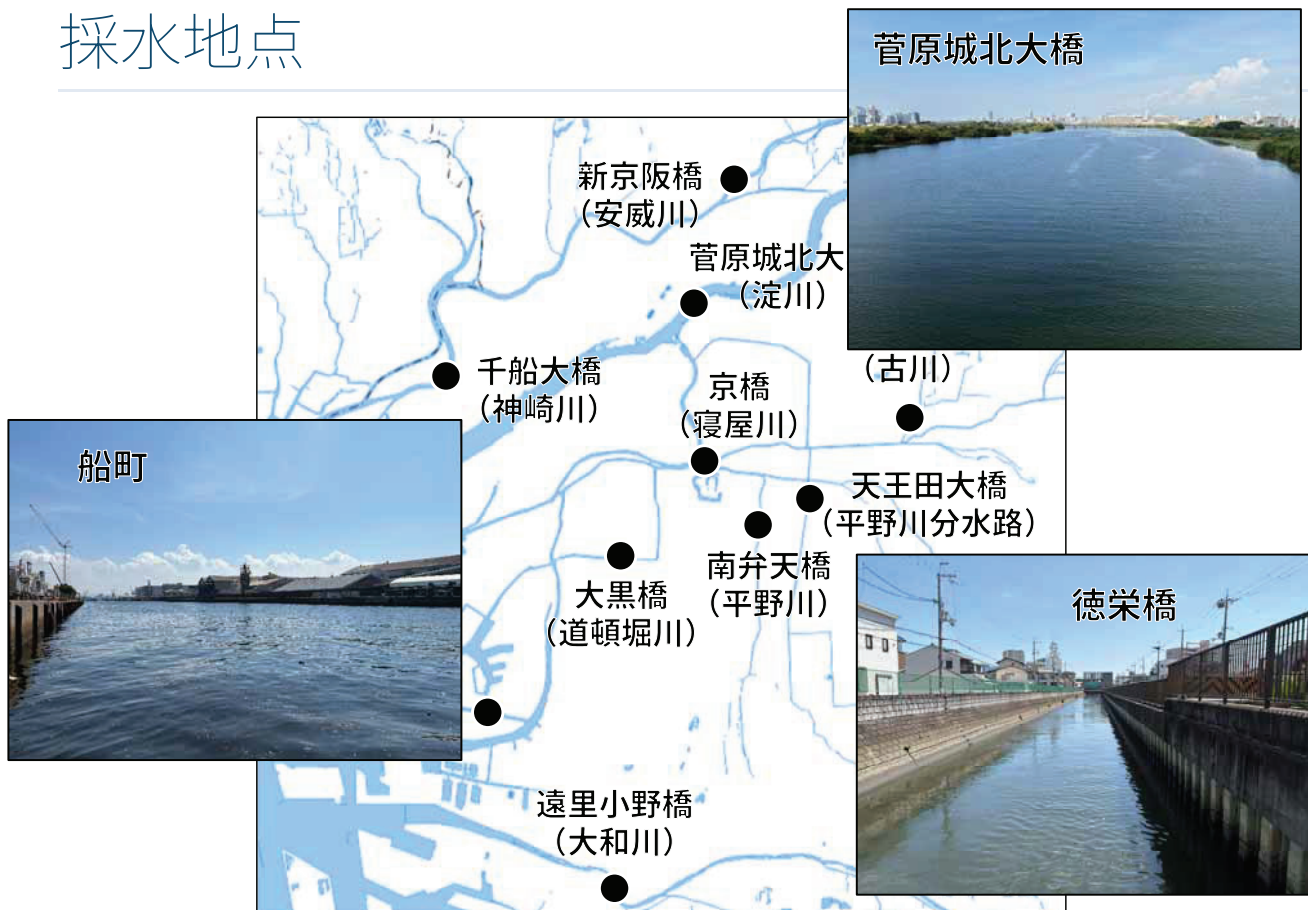 採水地点
菅原城北大橋
新京阪橋
（安威川）
菅原城北大
（淀川）
千船大橋
（神崎川）
京橋
（寝屋川）
（古川）
船町
天王田大橋
（平野川分水路）
南弁天橋
（平野川）
大黒橋
（道頓堀川）
徳栄橋
遠里小野橋
（大和川）